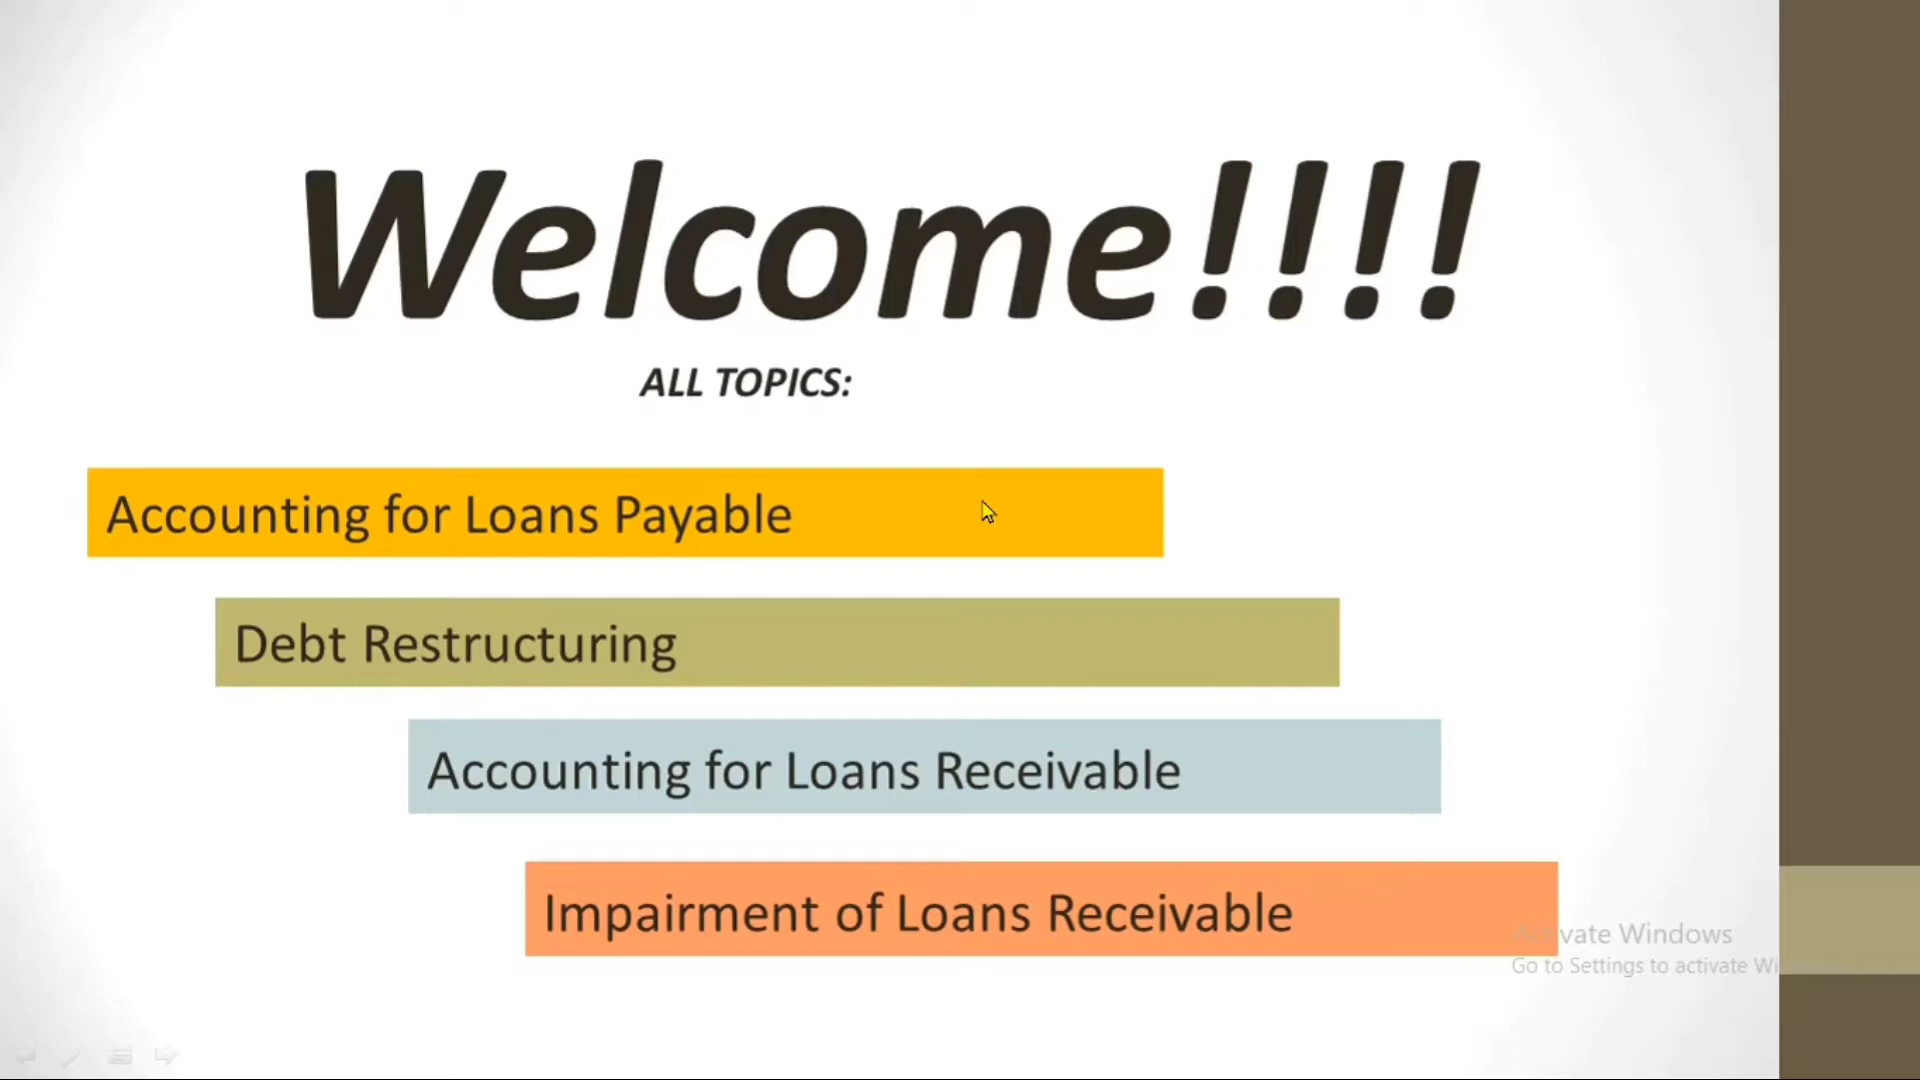 Welcome!!!!
ALL TOPICS:
Accounting for Loans Payable
Debt Restructuring
Accounting for Loans Receivable
Impairment of Loans Receivable
Activate Windows
Go to Settings to activate